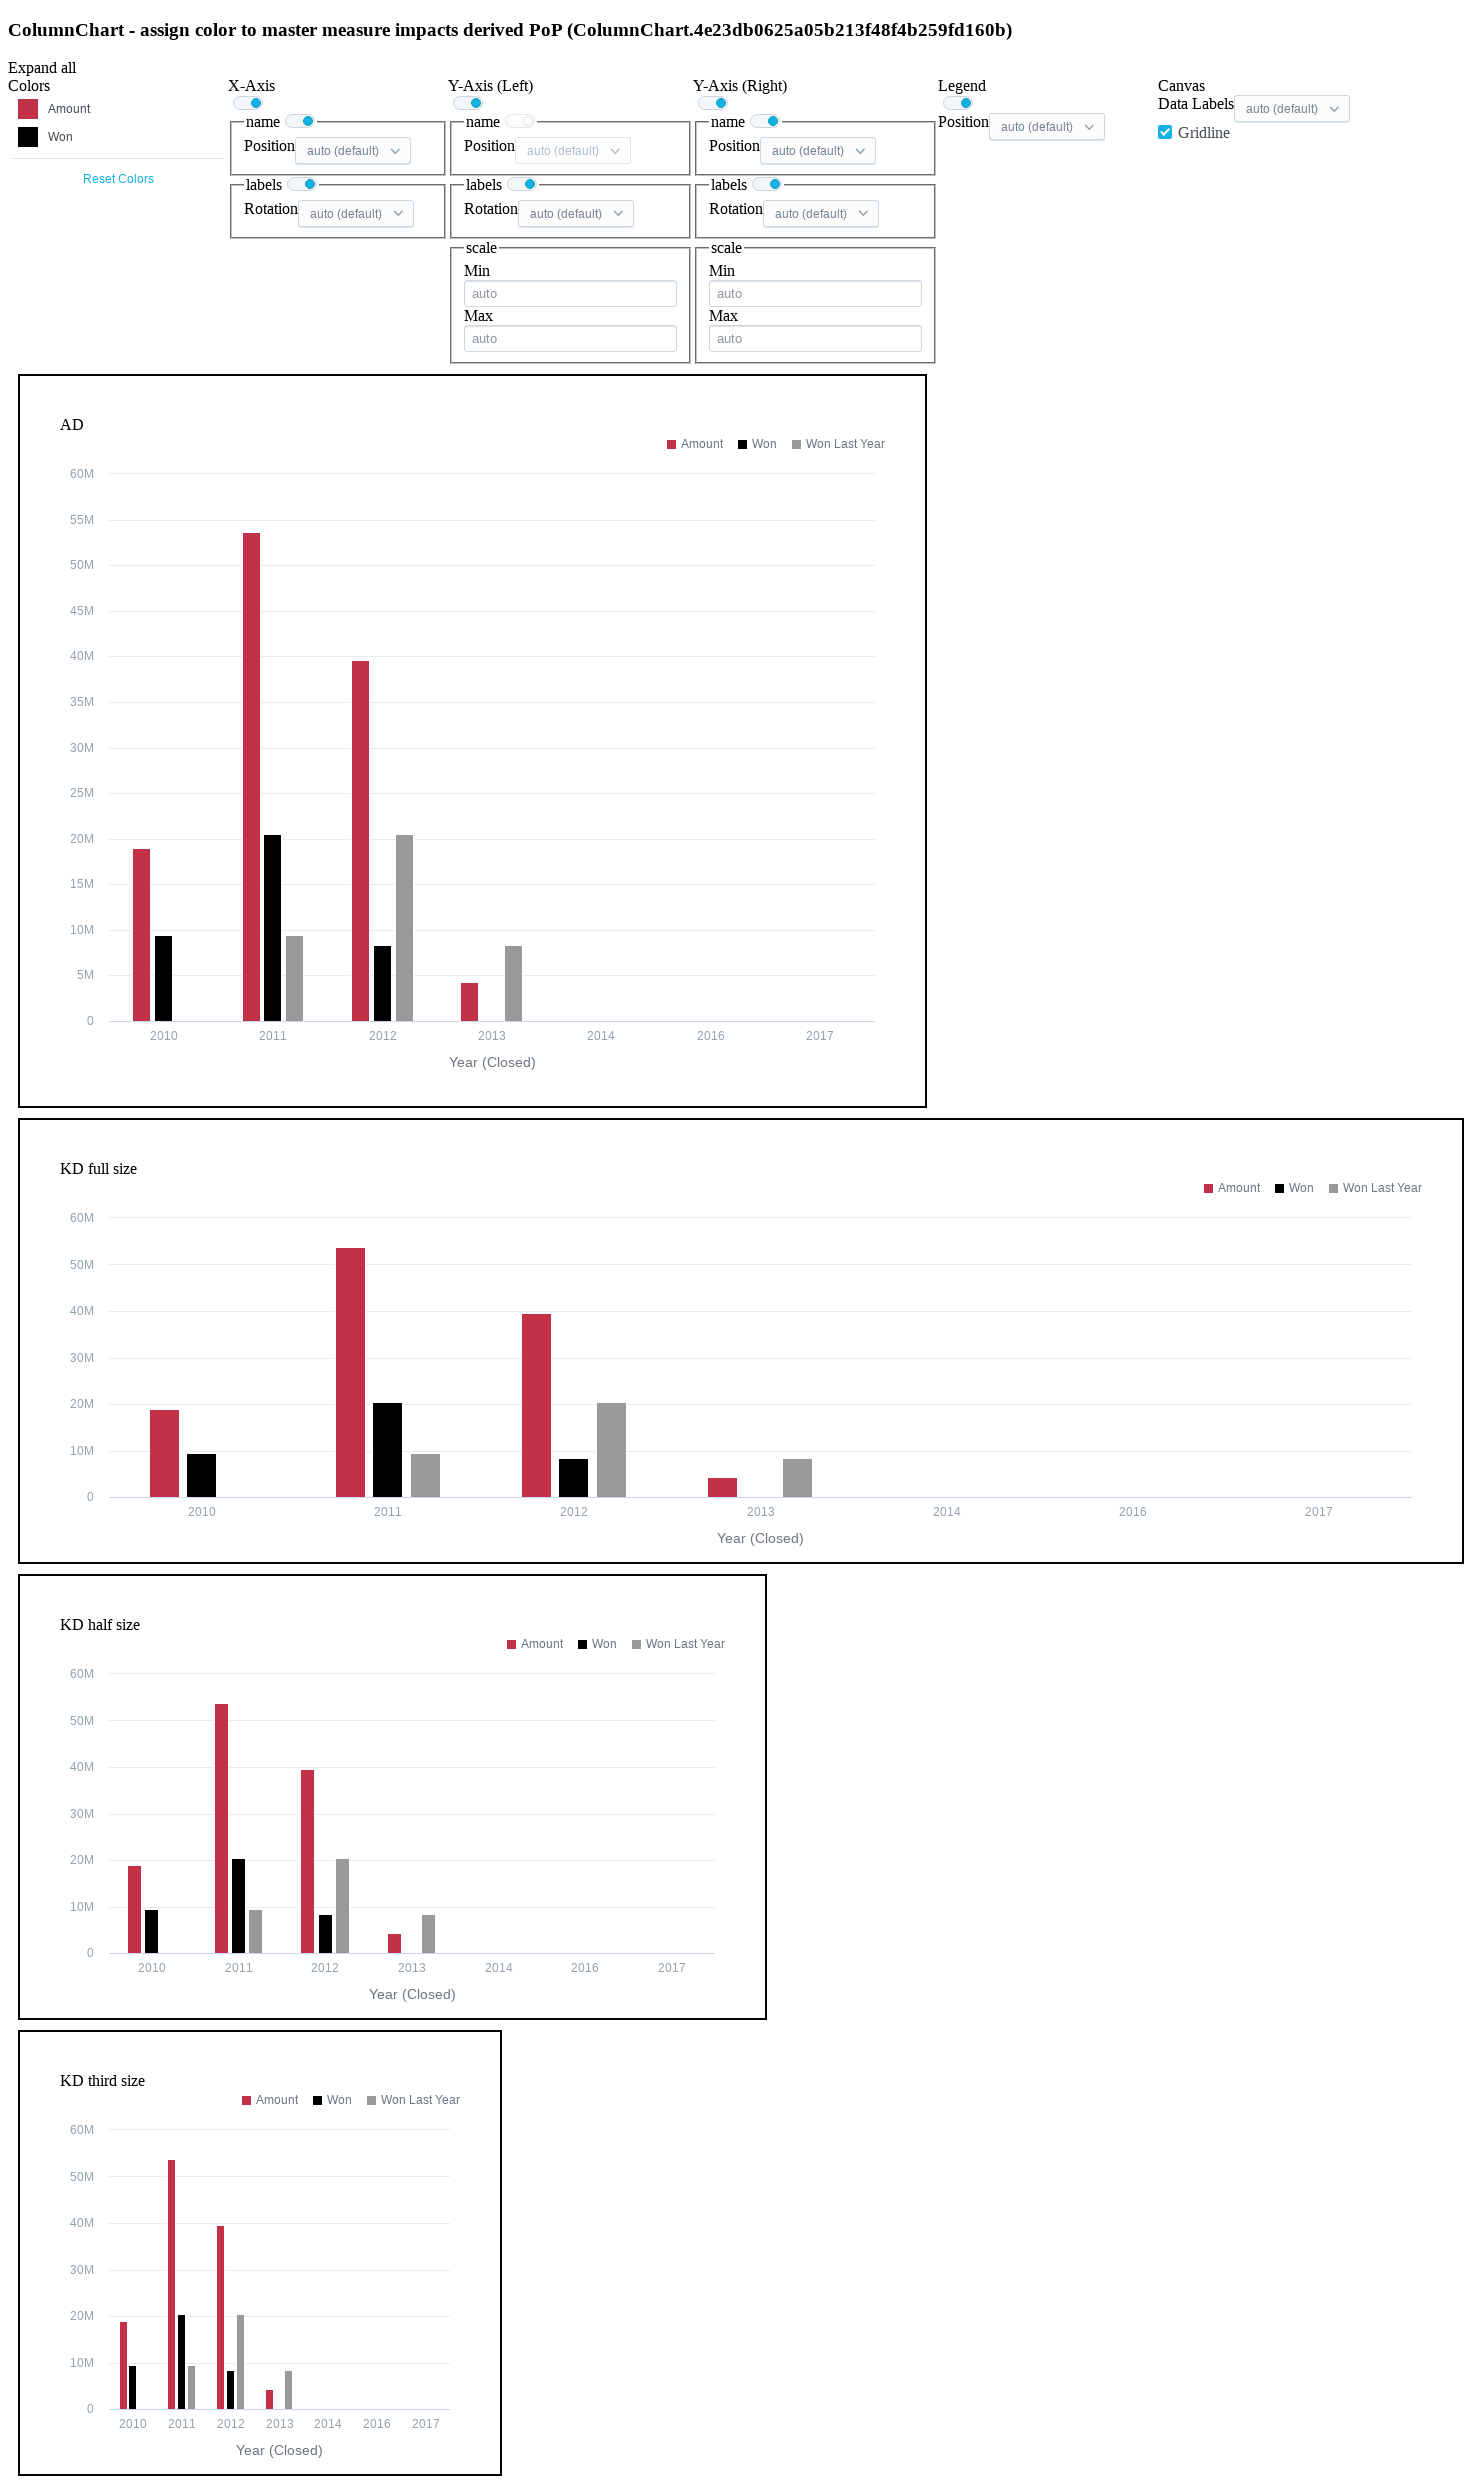 ColumnChart - assign color to master measure impacts derived PoP (ColumnChart.4e23db0625a05b213f48f4b259fd160b)
Expand all
Colors
Amount
Won
Reset Colors
X-Axis
name
Position auto (default)
labels
Rotation auto (default)
Y-Axis (Left)
name
Position auto (default)
labels
Rotation auto (default)
scale
Min
auto
Max
auto
Y-Axis (Right)
name
Position auto (default)
labels
Rotation auto (default)
scale
Min
auto
Max
auto
Legend
Position auto (default)
Canvas
Data Labels auto (default)
Gridline
AD
Amount Won Won Last Year
60M
55M
50M
45M
40M
35M
30M
25M
20M
15M
10M
5M
0
2010 2011 2012 2013 2014 2016 2017
Year (Closed)
KD full size
Amount Won Won Last Year
60M
50M
40M
30M
20M
10M
0
2010 2011 2012 2013 2014 2016 2017
Year (Closed)
KD half size
Amount Won Won Last Year
60M
50M
40M
30M
20M
10M
0
2010 2011 2012 2013 2014 2016 2017
Year (Closed)
KD third size
Amount Won Won Last Year
60M
50M
40M
30M
20M
10M
0
2010 2011 2012 2013 2014 2016 2017
Year (Closed)